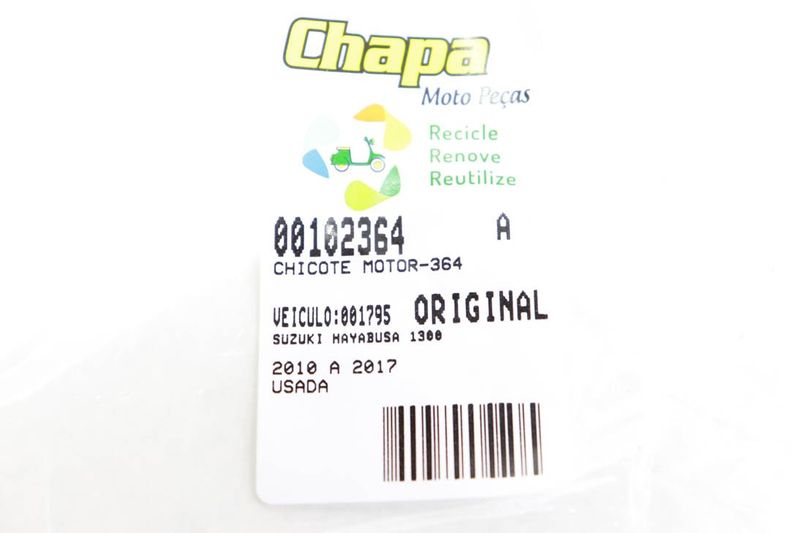 Chapa
Moto Peças
Recicle
Renove
Reutilize
00102364 A
CHICOTE MOTOR-364
VEICULO:001795 ORIGINAL
SUZUKI HAYABUSA 1300
2010 A 2017
USADA